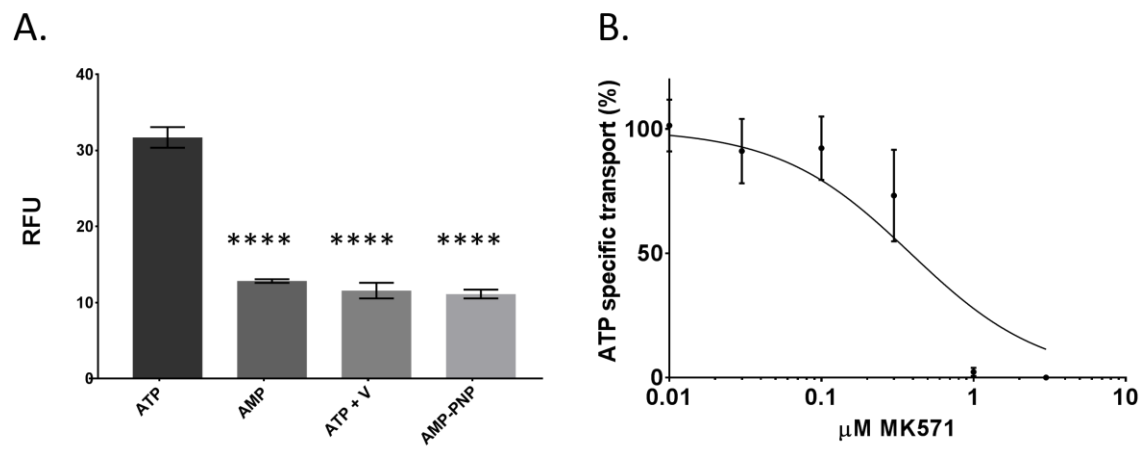 A.
40
30
20
10
0
RFU
****
****
****
ATP
AMP
ATP + V
AMP-PNP
B.
ATP specific transport (%)
100
50
0
0.01
0.1
1
10
μM MK571